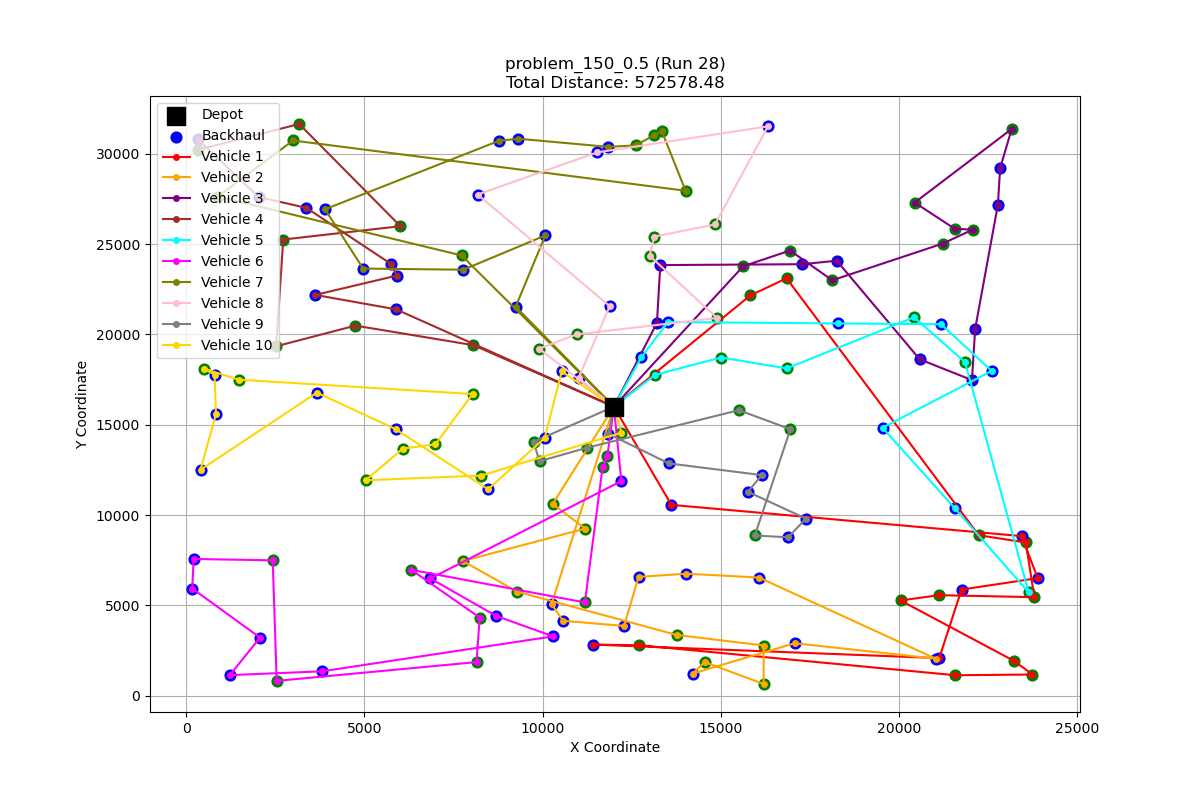 problem_150_0.5 (Run 28)
Total Distance: 572578.48
Depot
Backhaul
Vehicle 1
Vehicle 2
Vehicle 3
Vehicle 4
Vehicle 5
Vehicle 6
Vehicle 7
Vehicle 8
Vehicle 9
Vehicle 10
30000
25000
20000
15000
10000
5000
0
Y Coordinate
0
5000
10000
15000
20000
25000
X Coordinate